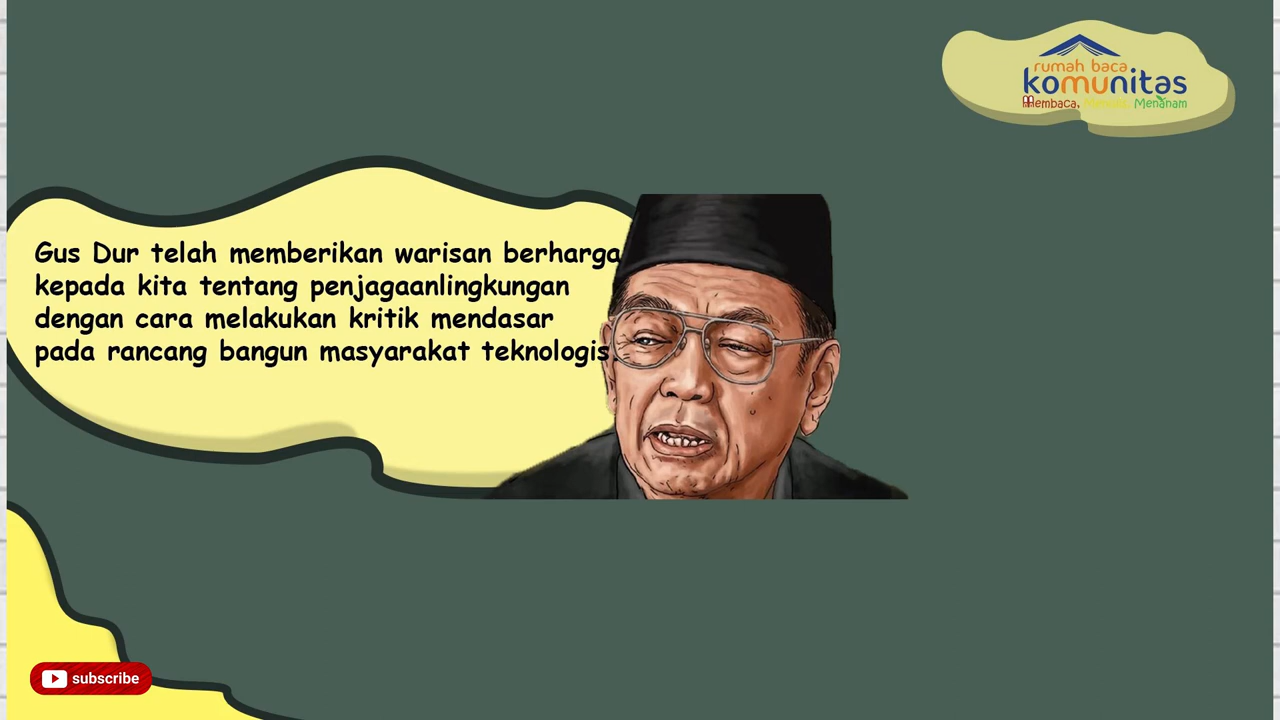 rumah baca
komunitas
Membaca, Menulis, Menanam
Gus Dur telah memberikan warisan berharga
kepada kita tentang penjagaanlingkungan
dengan cara melakukan kritik mendasar
pada rancang bangun masyarakat teknologis
subscribe